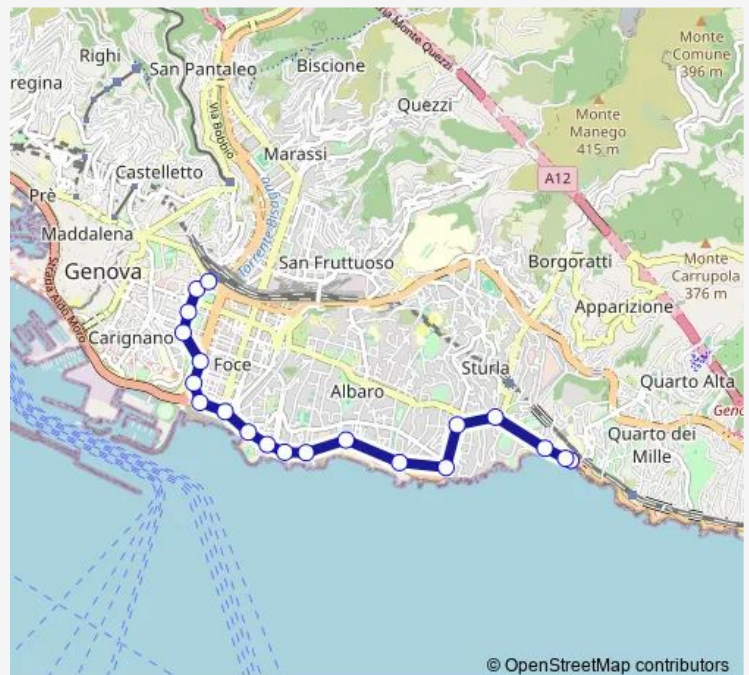 Monte
Comune
396 m
Righi
San Pantaleo
Biscione
ria Monte Quezzi
regina
Quezzi
Via Bobbio
Monte
Manego
415 m
Marassi
Castelletto
A12
Prè
Torrente Bisagno
Maddalena
Genova
San Fruttuoso
Borgoratti
Monte
Carrupola
376 m
Strada Aldo Moro
Apparizione
Carignano
Foce
Sturla
Albaro
Quarto Alta
Geno
Quarto dei
Mille
© OpenStreetMap contributors